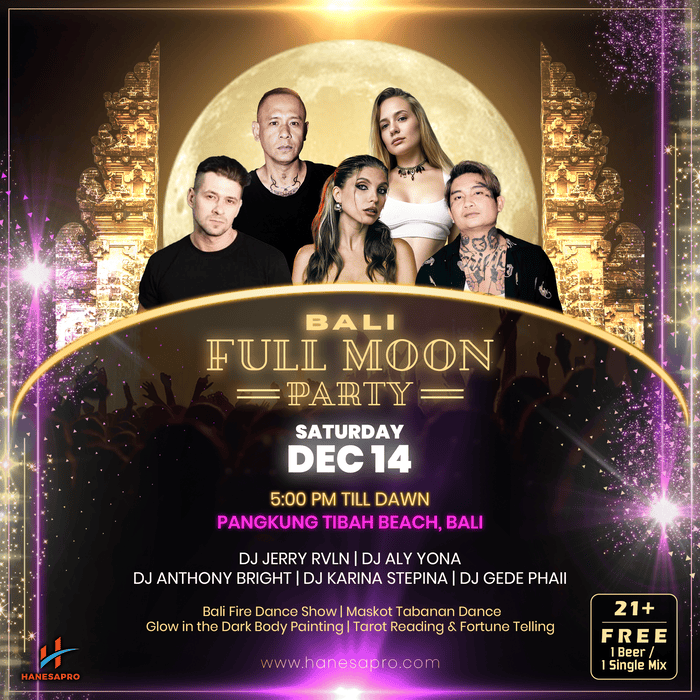 BALI
FULL MOON
PARTY
SATURDAY
DEC 14
5:00 PM TILL DAWN
PANGKUNG TIBAH BEACH, BALI
DJ JERRY RVLN | DJ ALY YONA
DJ ANTHONY BRIGHT | DJ KARINA STEPINA | DJ GEDE PHAII
Bali Fire Dance Show | Maskot Tabanan Dance
Glow in the Dark Body Painting | Tarot Reading & Fortune Telling
www.hanesapro.com
HANESAPRO
21+
FREE
1 Beer /
1 Single Mix